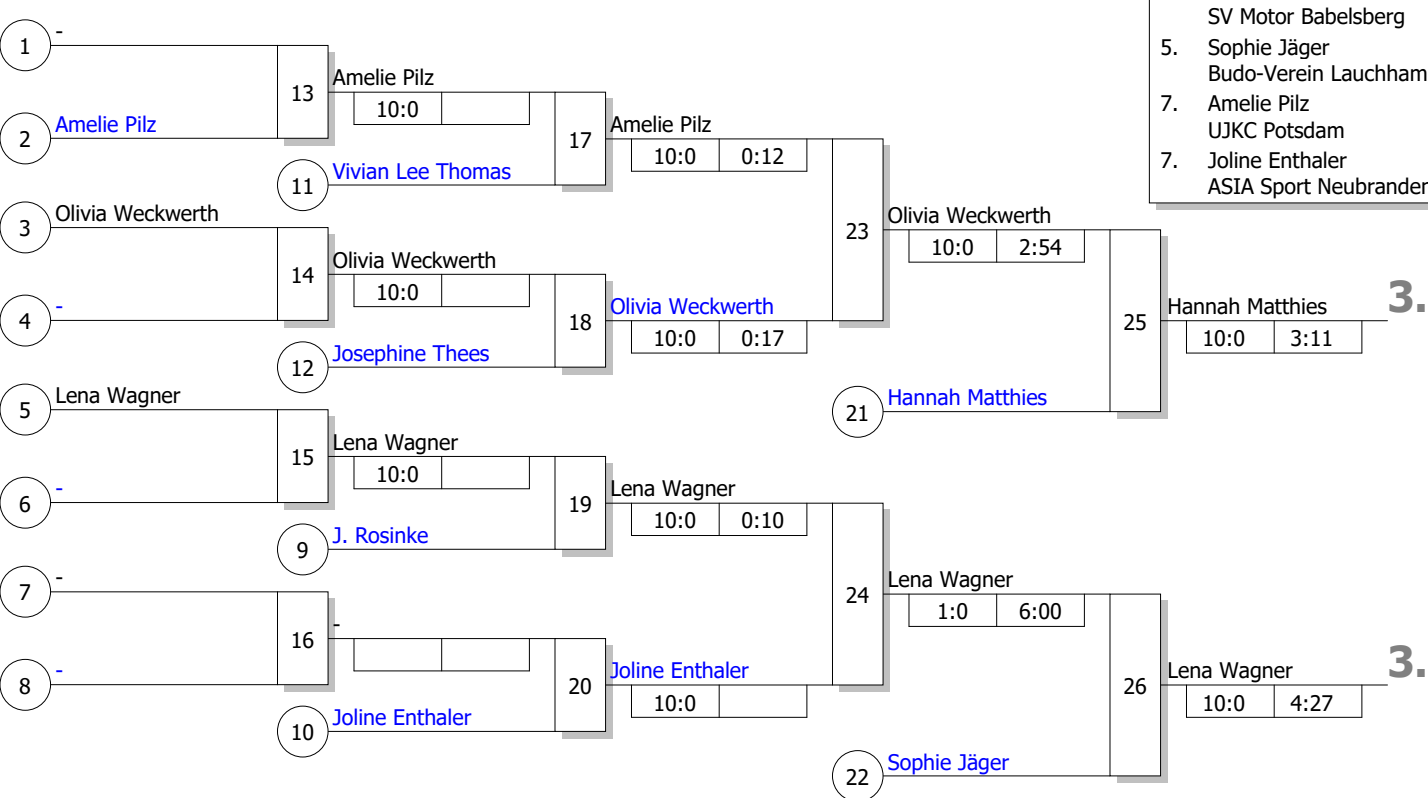 SV Motor Babelsberg
5. Sophie Jäger
Budo-Verein Lauchham
7. Amelie Pilz
UJKC Potsdam
7. Joline Enthaler
ASIA Sport Neubrander
1 -
13 Amelie Pilz
10:0
2 Amelie Pilz
17 Amelie Pilz
10:0 0:12
11 Vivian Lee Thomas
3 Olivia Weckwerth
23 Olivia Weckwerth
10:0 2:54
14 Olivia Weckwerth
10:0
4 -
18 Olivia Weckwerth
10:0 0:17
12 Josephine Thees
25 Hannah Matthies
10:0 3:11
3.
21 Hannah Matthies
5 Lena Wagner
15 Lena Wagner
10:0
6 -
19 Lena Wagner
10:0 0:10
9 J. Rosinke
7 -
24 Lena Wagner
1:0 6:00
16 -
8 -
20 Joline Enthaler
10:0
10 Joline Enthaler
26 Lena Wagner
10:0 4:27
3.
22 Sophie Jäger